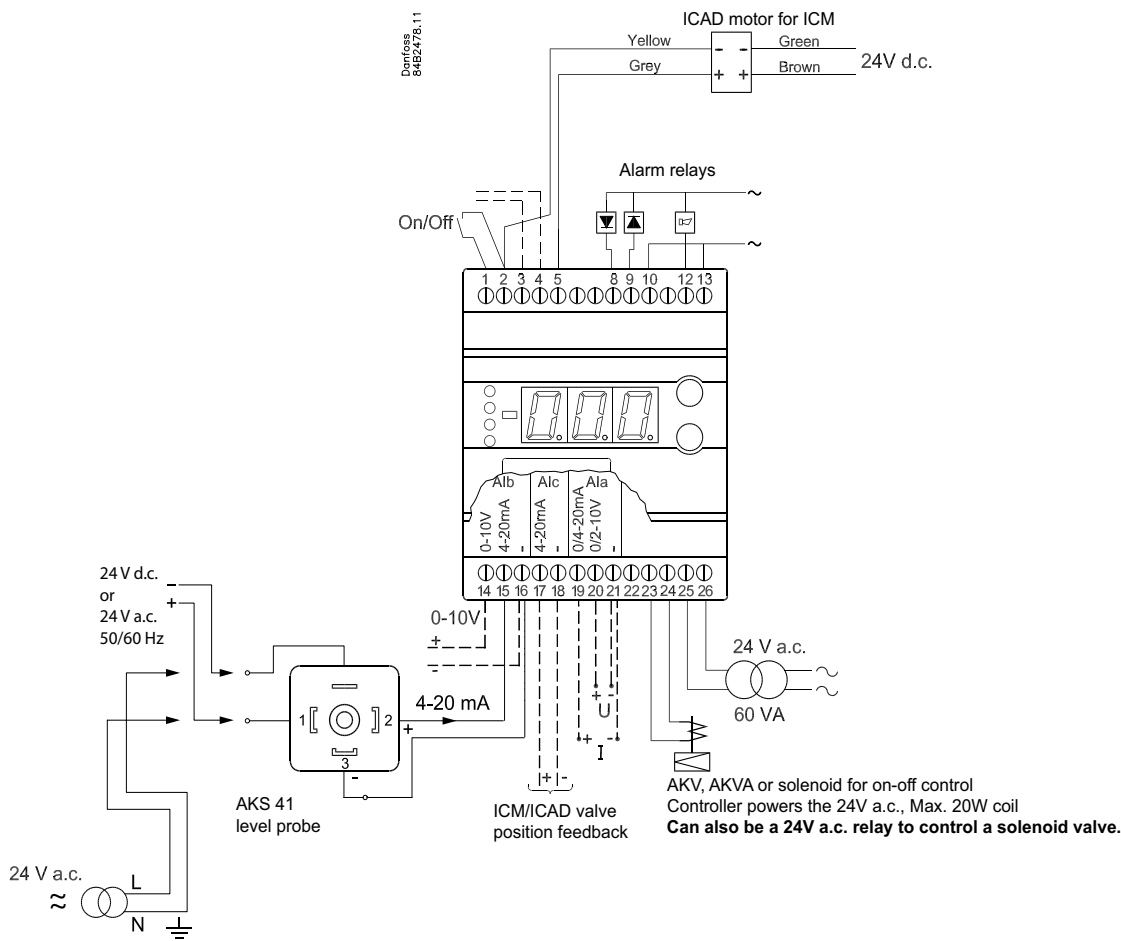 Danfoss
84B2478.11
ICAD motor for ICM
Yellow - - Green
Grey + + Brown
24V d.c.
Alarm relays
~
On/Off
~
1 2 3 4 5 8 9 10 12 13
AIb AIc AIa
0-10V
4-20mA
-
4-20mA
-
0/4-20mA
0/2-10V
-
14 15 16 17 18 19 20 21 22 23 24 25 26
24 V d.c.
or
24 V a.c.
50/60 Hz
-
+
0-10V
+
-
4-20 mA
1 2
3
+
-
AKS 41
level probe
+ -
U
+ -
I
+ -
ICM/ICAD valve
position feedback
24 V a.c.
60 VA
~
~
AKV, AKVA or solenoid for on-off control
Controller powers the 24V a.c., Max. 20W coil
Can also be a 24V a.c. relay to control a solenoid valve.
24 V a.c.
≈
L
N